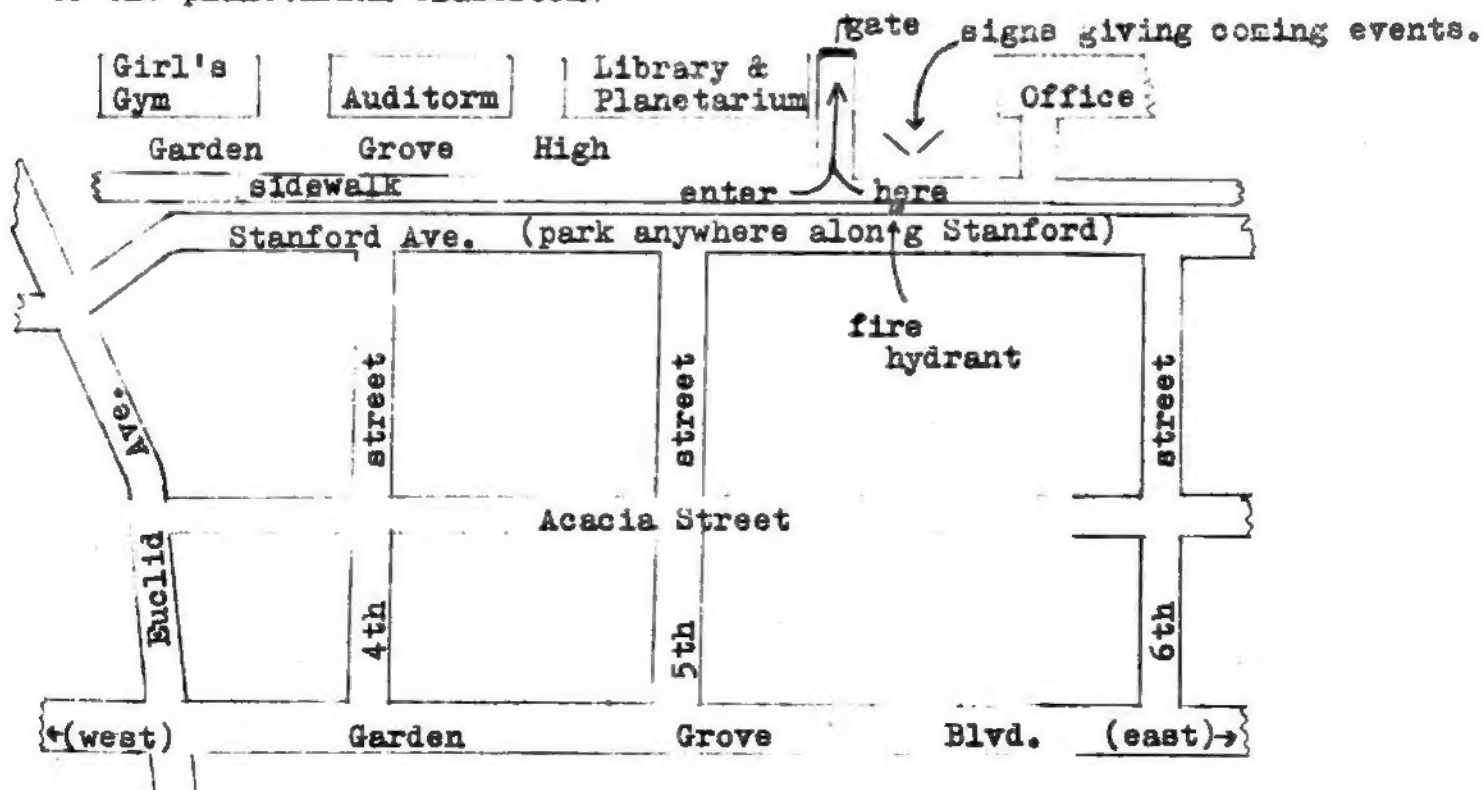 gate
signs giving coming events.
Girl's
Gym
Auditorm
Library &
Planetarium
Office
Garden Grove High
sidewalk
enter here
Stanford Ave. (park anywhere along Stanford)
fire
hydrant
Ave.
street
street
street
Acacia Street
Euclid
4th
5th
6th
←(west) Garden Grove Blvd. (east)→